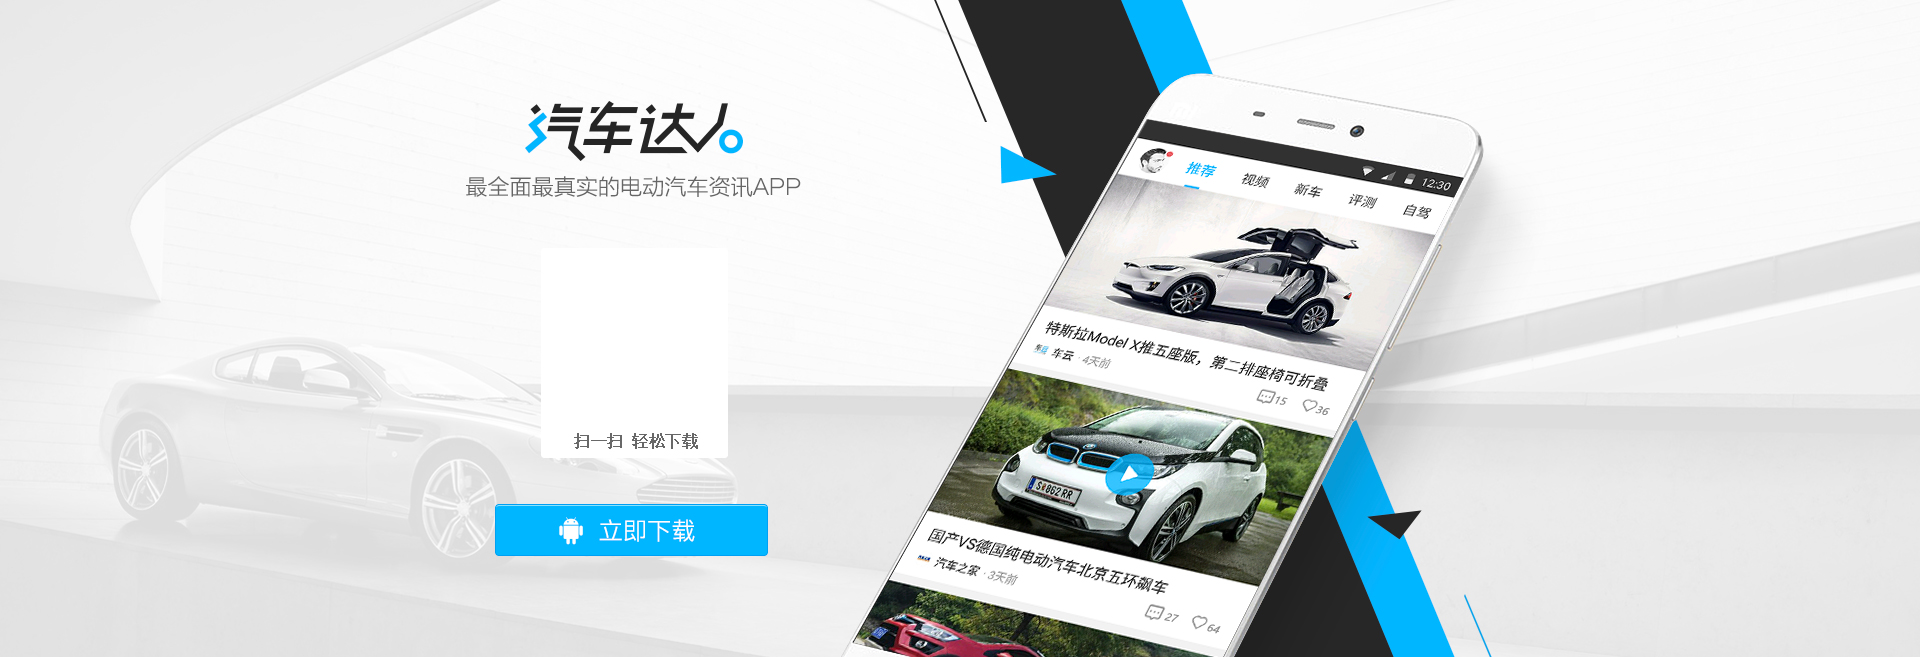 汽车达人
最全面最真实的电动汽车资讯APP
扫一扫 轻松下载
立即下载
12:30
推荐 视频 新车 评测 自驾
特斯拉Model X推五座版，第二排座椅可折叠
车云 · 4天前
15 36
S 862 RR
国产VS德国纯电动汽车北京五环飙车
汽车之家 · 3天前
27 64